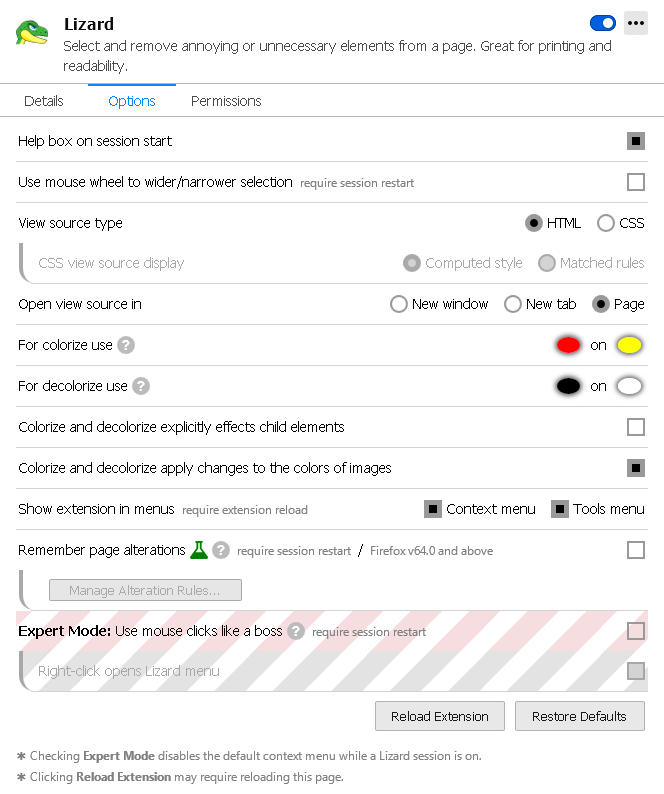 Lizard
Select and remove annoying or unnecessary elements from a page. Great for printing and
readability.
Details Options Permissions
Help box on session start
Use mouse wheel to wider/narrower selection require session restart
View source type HTML CSS
CSS view source display Computed style Matched rules
Open view source in New window New tab Page
For colorize use ? on
For decolorize use ? on
Colorize and decolorize explicitly effects child elements
Colorize and decolorize apply changes to the colors of images
Show extension in menus require extension reload Context menu Tools menu
Remember page alterations ? require session restart / Firefox v64.0 and above
Manage Alteration Rules...
Expert Mode: Use mouse clicks like a boss ? require session restart
Right-click opens Lizard menu
Reload Extension Restore Defaults
✱ Checking Expert Mode disables the default context menu while a Lizard session is on.
✱ Clicking Reload Extension may require reloading this page.